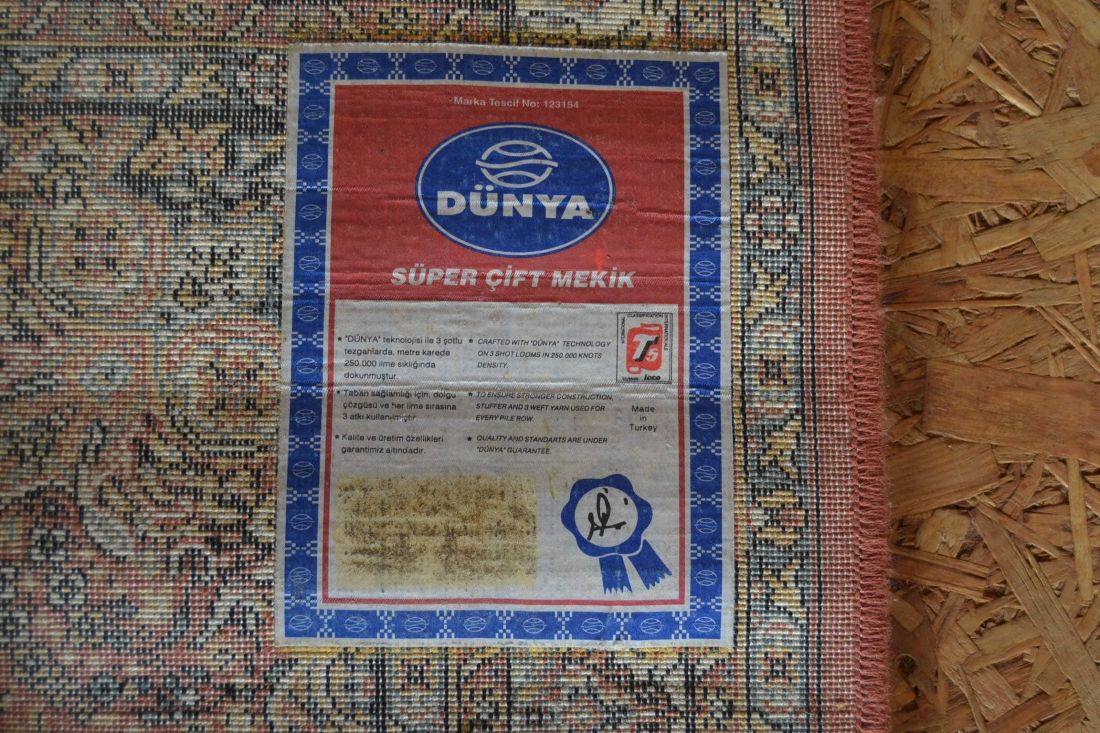 Marka Tescil No: 123154
DÜNYA
SÜPER ÇİFT MEKİK
★ "DÜNYA" teknolojisi ile 3 şotlu
tezgahlarda, metre karede
250.000 ilme sıklığında
dokunmuştur.
★ Taban sağlamlığı için, dolgu
çözgüsü ve her ilme sırasına
3 atkı kullanılmıştır.
★ Kalite ve üretim özellikleri
garantimiz altındadır.
★ CRAFTED WITH "DÜNYA" TECHNOLOGY
ON 3 SHOT LOOMS IN 250.000 KNOTS
DENSITY.
★ TO ENSURE STRONGER CONSTRUCTION,
STUFFER AND 3 WEFT YARN USED FOR
EVERY PILE ROW.
★ QUALITY AND STANDARTS ARE UNDER
"DÜNYA" GUARANTEE.
CLASSIFICATION
INTERNATIONAL
INTERNATIONALE
T5
Made
in
Turkey